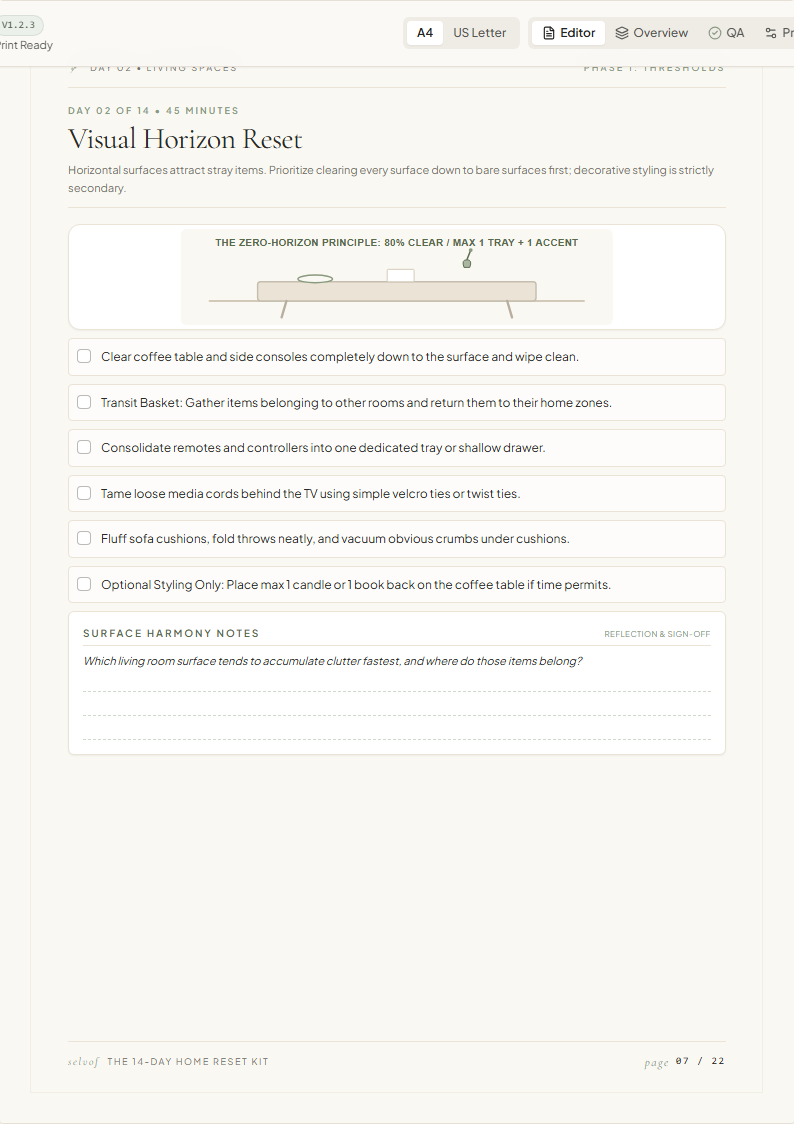 V1.2.3
Print Ready
A4
US Letter
Editor
Overview
QA
DAY 02 • LIVING SPACES
PHASE 1: THRESHOLDS
DAY 02 OF 14 • 45 MINUTES
Visual Horizon Reset
Horizontal surfaces attract stray items. Prioritize clearing every surface down to bare surfaces first; decorative styling is strictly
secondary.
THE ZERO-HORIZON PRINCIPLE: 80% CLEAR / MAX 1 TRAY + 1 ACCENT
Clear coffee table and side consoles completely down to the surface and wipe clean.
Transit Basket: Gather items belonging to other rooms and return them to their home zones.
Consolidate remotes and controllers into one dedicated tray or shallow drawer.
Tame loose media cords behind the TV using simple velcro ties or twist ties.
Fluff sofa cushions, fold throws neatly, and vacuum obvious crumbs under cushions.
Optional Styling Only: Place max 1 candle or 1 book back on the coffee table if time permits.
SURFACE HARMONY NOTES
REFLECTION & SIGN-OFF
Which living room surface tends to accumulate clutter fastest, and where do those items belong?
selvof THE 14-DAY HOME RESET KIT
page 07 / 22